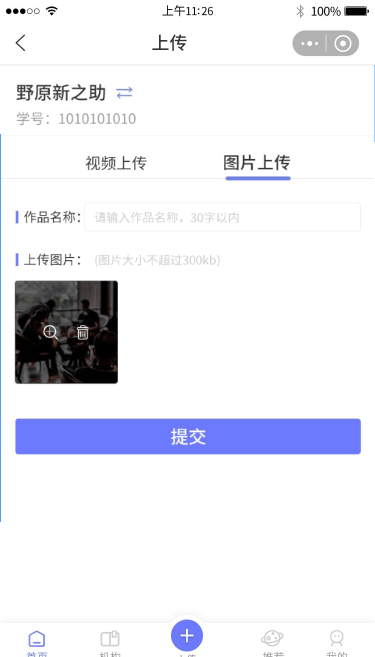 上午11:26
100%
上传
野原新之助
学号：1010101010
视频上传
图片上传
作品名称：
请输入作品名称，30字以内
上传图片：
(图片大小不超过300kb)
提交
首页
机构
上传
推荐
我的